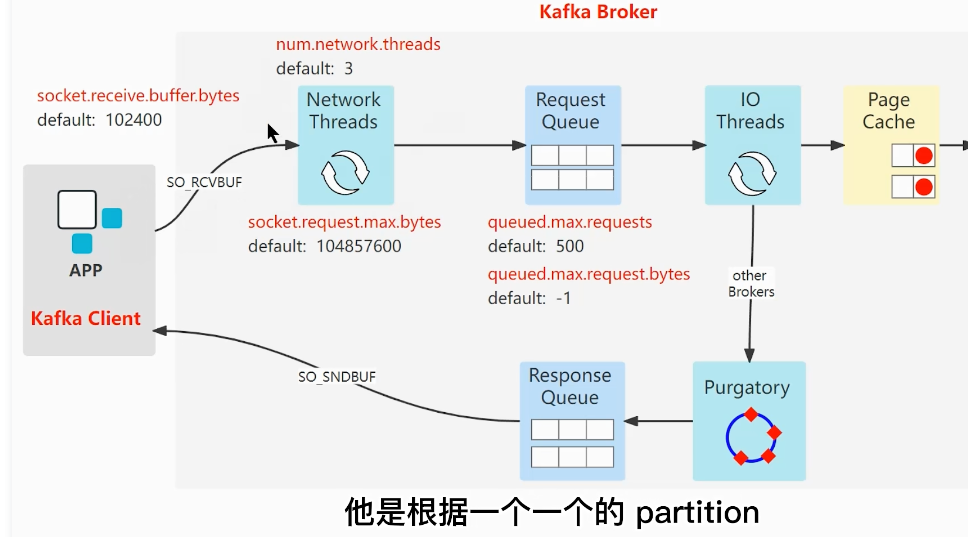 Kafka Broker
num.network.threads
default: 3
socket.receive.buffer.bytes
default: 102400
Network
Threads
Request
Queue
IO
Threads
Page
Cache
SO_RCVBUF
socket.request.max.bytes
default: 104857600
queued.max.requests
default: 500
queued.max.request.bytes
default: -1
APP
Kafka Client
other
Brokers
SO_SNDBUF
Response
Queue
Purgatory
他是根据一个一个的 partition